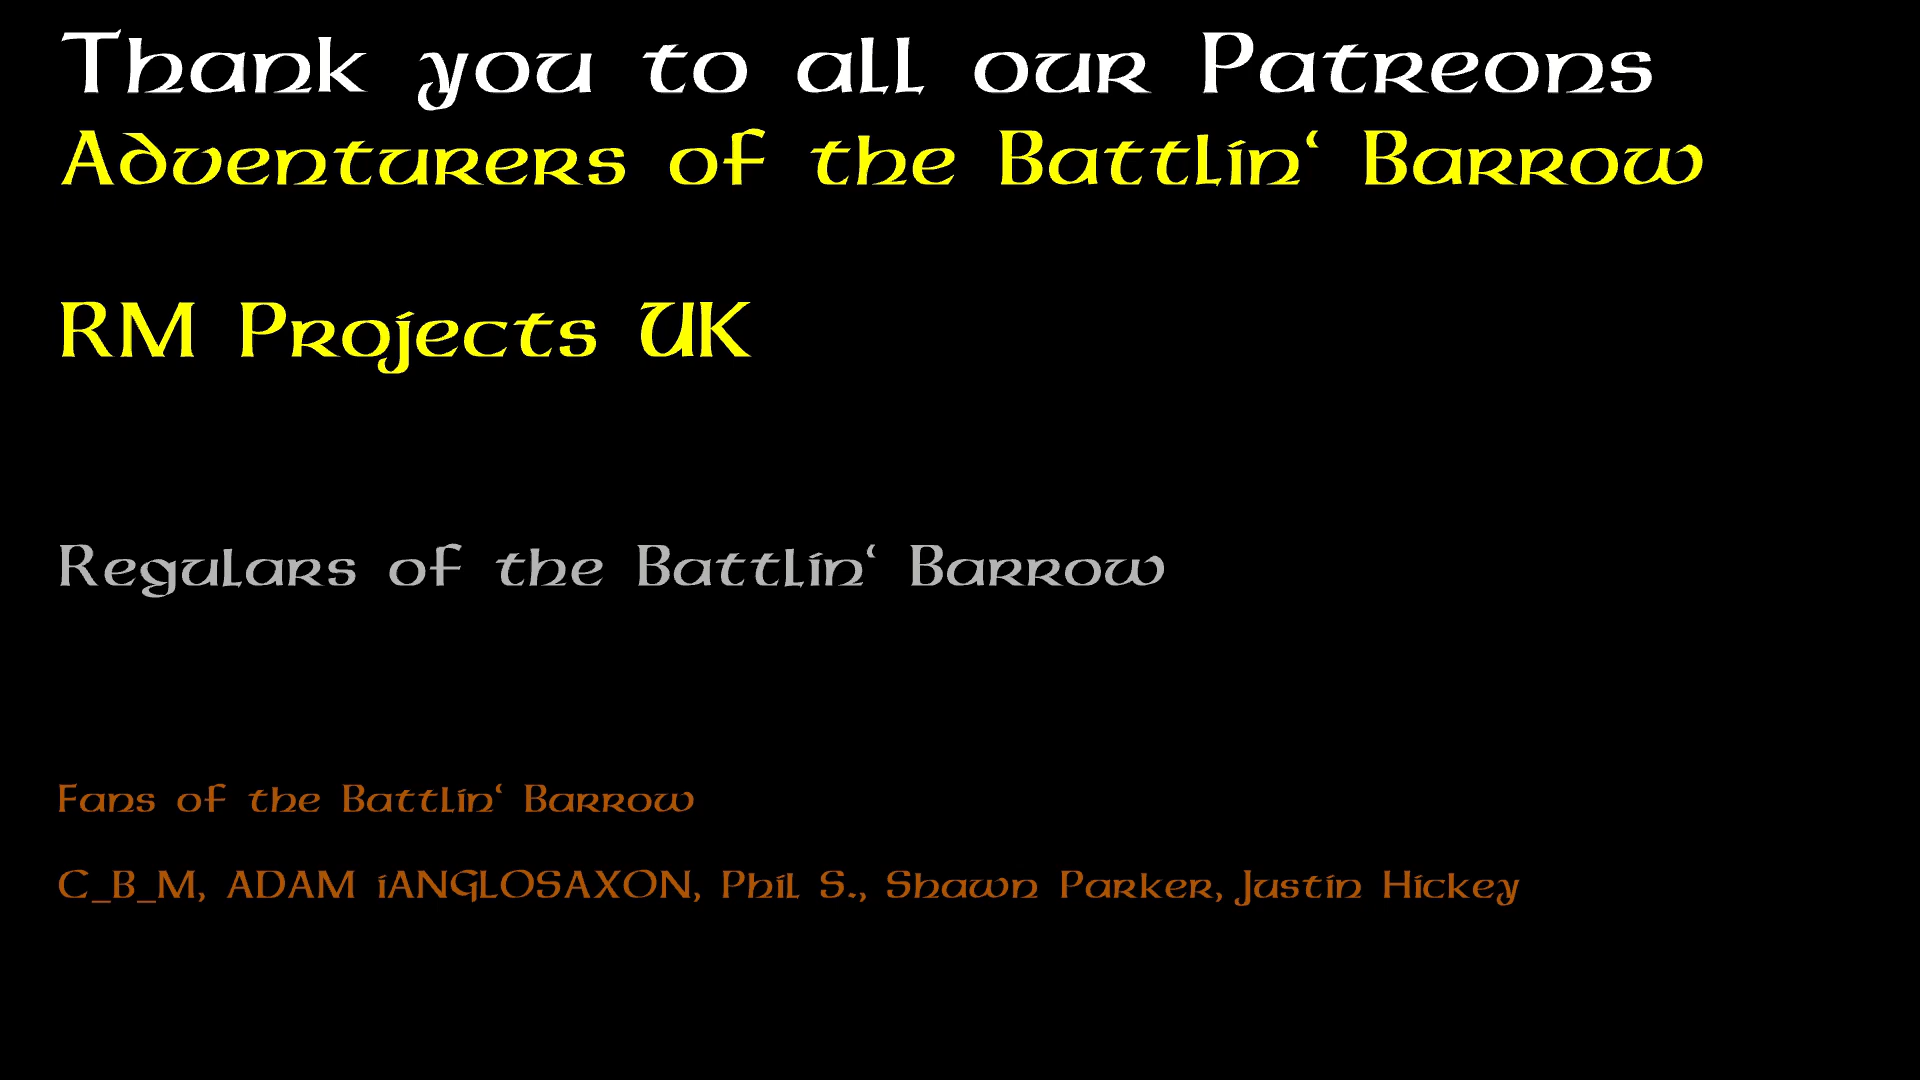 Thank you to all our Patreons
Adventurers of the Battlin‘ Barrow
RM Projects UK
Regulars of the Battlin‘ Barrow
Fans of the Battlin‘ Barrow
C_B_M, ADAM iANGLOSAXON, Phil S., Shawn Parker, Justin Hickey